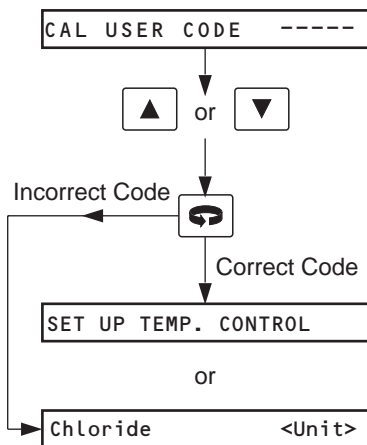 CAL USER CODE -----
or
Incorrect Code
Correct Code
SET UP TEMP. CONTROL
or
Chloride <Unit>